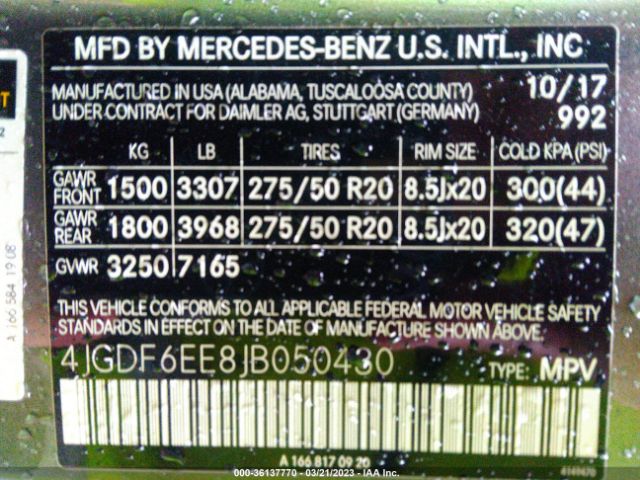 MFD BY MERCEDES-BENZ U.S. INTL., INC
MANUFACTURED IN USA (ALABAMA, TUSCALOOSA COUNTY) 10/17
UNDER CONTRACT FOR DAIMLER AG, STUTTGART (GERMANY) 992
KG LB TIRES RIM SIZE COLD KPA (PSI)
GAWR FRONT 1500 3307 275/50 R20 8.5Jx20 300(44)
GAWR REAR 1800 3968 275/50 R20 8.5Jx20 320(47)
GVWR 3250 7165
THIS VEHICLE CONFORMS TO ALL APPLICABLE FEDERAL MOTOR VEHICLE SAFETY
STANDARDS IN EFFECT ON THE DATE OF MANUFACTURE SHOWN ABOVE.
4JGDF6EE8JB050430 TYPE: MPV
A 166 817 09 20
A 166 584 19 08
000-36137770 - 03/21/2023 - IAA Inc.